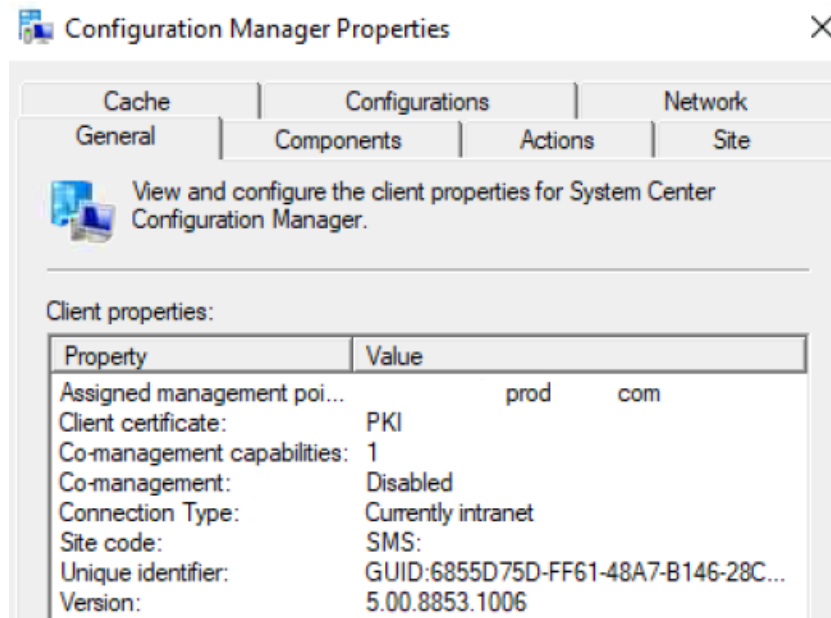 Configuration Manager Properties
Cache Configurations Network
General Components Actions Site
View and configure the client properties for System Center
Configuration Manager.
Client properties:
Property Value
Assigned management poi... prod com
Client certificate: PKI
Co-management capabilities: 1
Co-management: Disabled
Connection Type: Currently intranet
Site code: SMS:
Unique identifier: GUID:6855D75D-FF61-48A7-B146-28C...
Version: 5.00.8853.1006